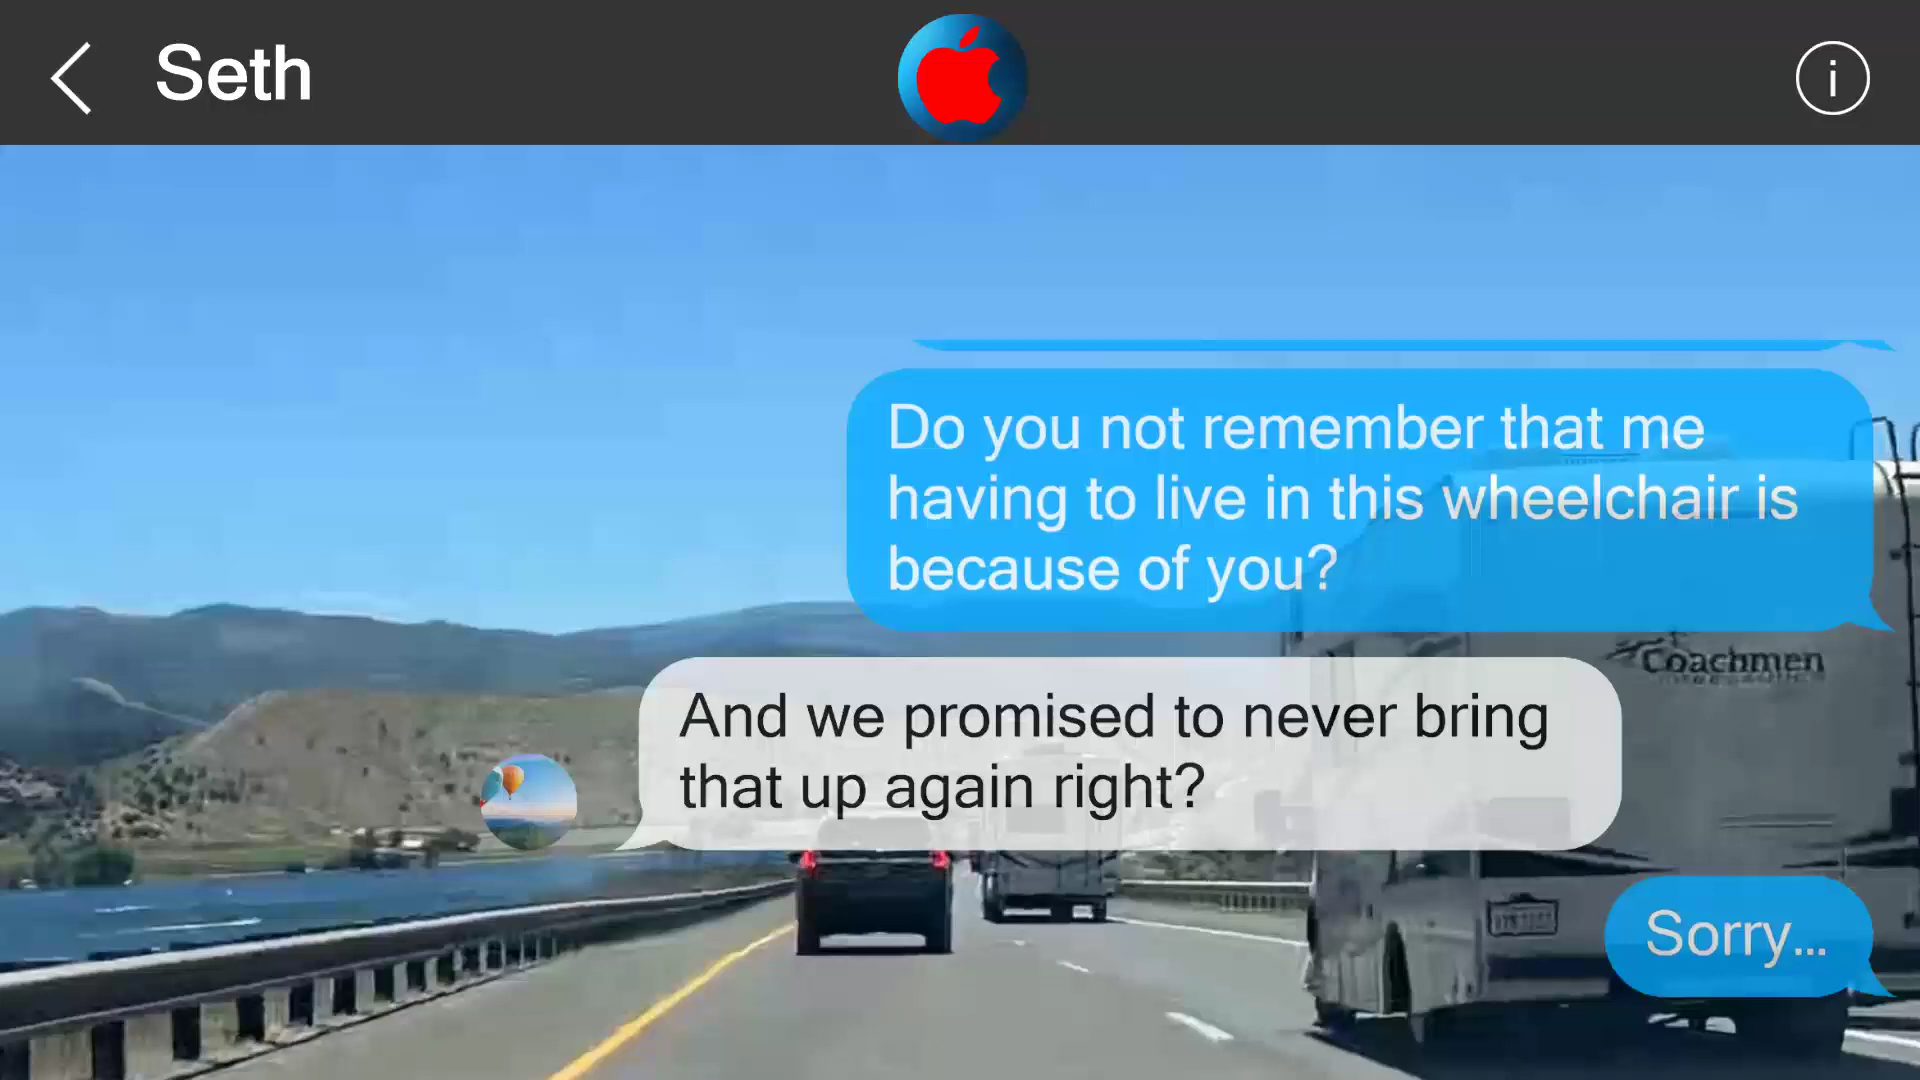 Seth
i
Do you not remember that me
having to live in this wheelchair is
because of you?
Coachmen
And we promised to never bring
that up again right?
Sorry...